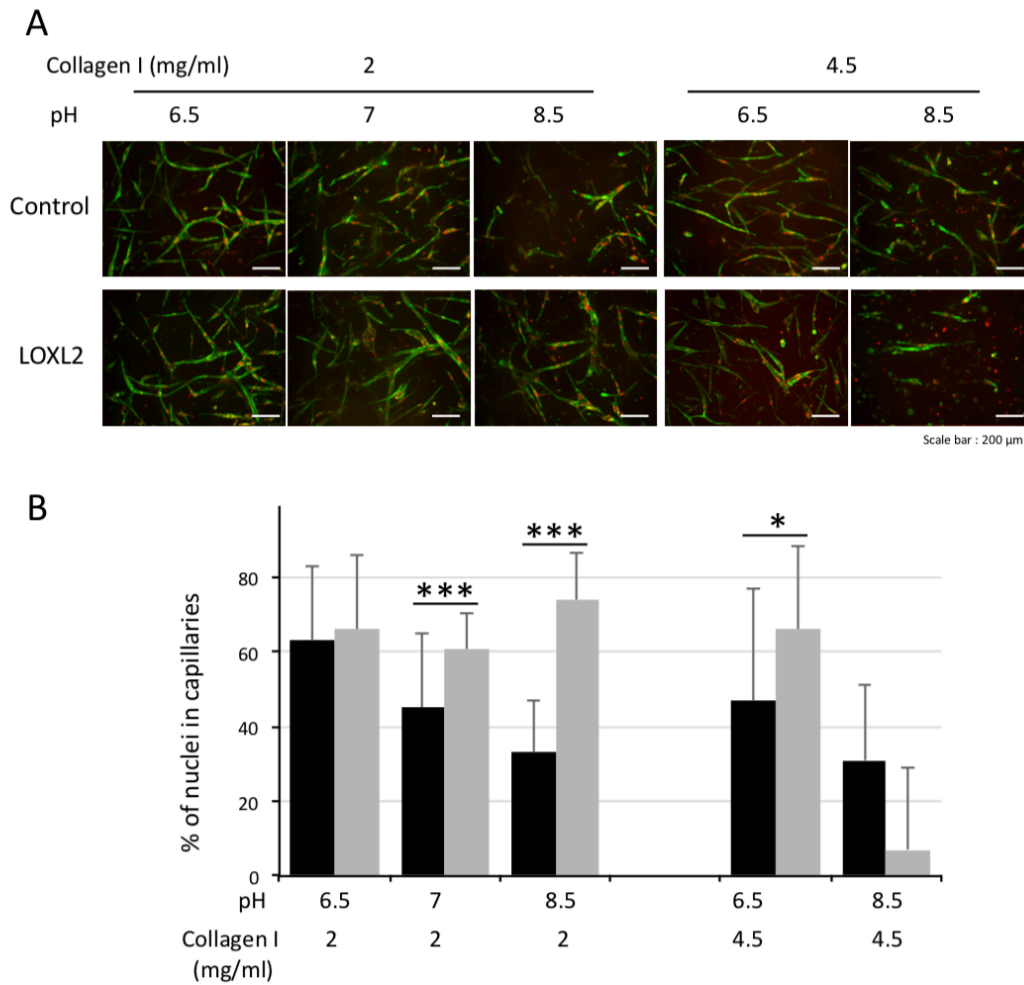 A
Collagen I (mg/ml) 2 4.5
pH 6.5 7 8.5 6.5 8.5
Control
LOXL2
Scale bar : 200 µm
B
% of nuclei in capillaries
80
60
40
20
0
*** *** *
pH 6.5 7 8.5 6.5 8.5
Collagen I 2 2 2 4.5 4.5
(mg/ml)